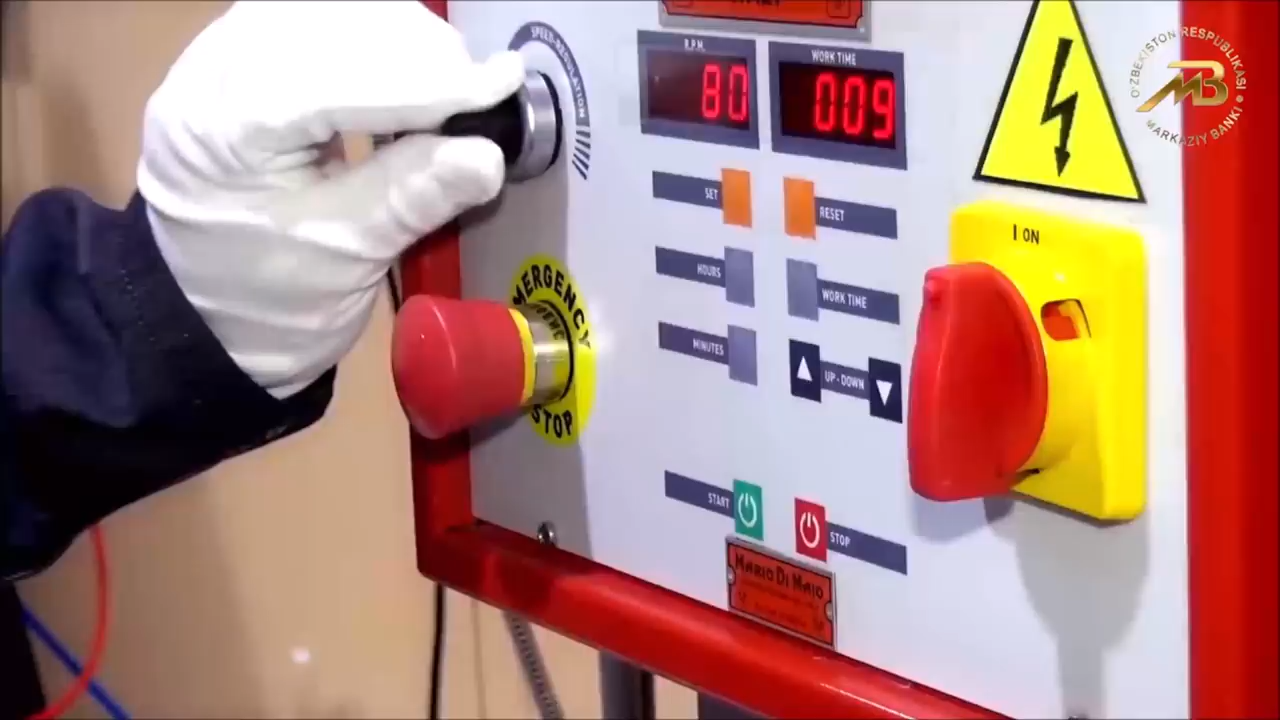 SPEED-REGULATION
R.P.M.
WORK TIME
80
009
SET
RESET
HOURS
WORK TIME
MINUTES
UP - DOWN
START
STOP
EMERGENCY
STOP
I ON
MARIO DI MAIO
O'ZBEKISTON RESPUBLIKASI
MARKAZIY BANKI
MB